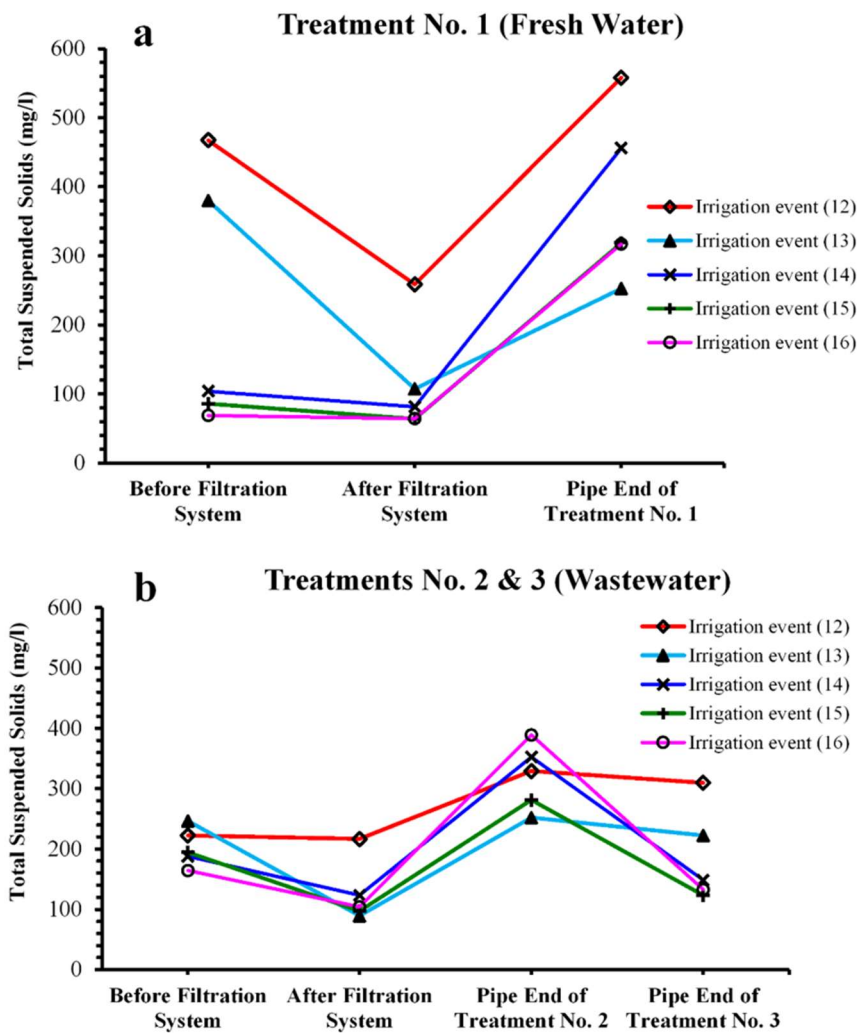 a
Treatment No. 1 (Fresh Water)
Total Suspended Solids (mg/l)
600
500
400
300
200
100
0
Before Filtration
System
After Filtration
System
Pipe End of
Treatment No. 1
Irrigation event (12)
Irrigation event (13)
Irrigation event (14)
Irrigation event (15)
Irrigation event (16)
b
Treatments No. 2 & 3 (Wastewater)
Total Suspended Solids (mg/l)
600
500
400
300
200
100
0
Before Filtration
System
After Filtration
System
Pipe End of
Treatment No. 2
Pipe End of
Treatment No. 3
Irrigation event (12)
Irrigation event (13)
Irrigation event (14)
Irrigation event (15)
Irrigation event (16)